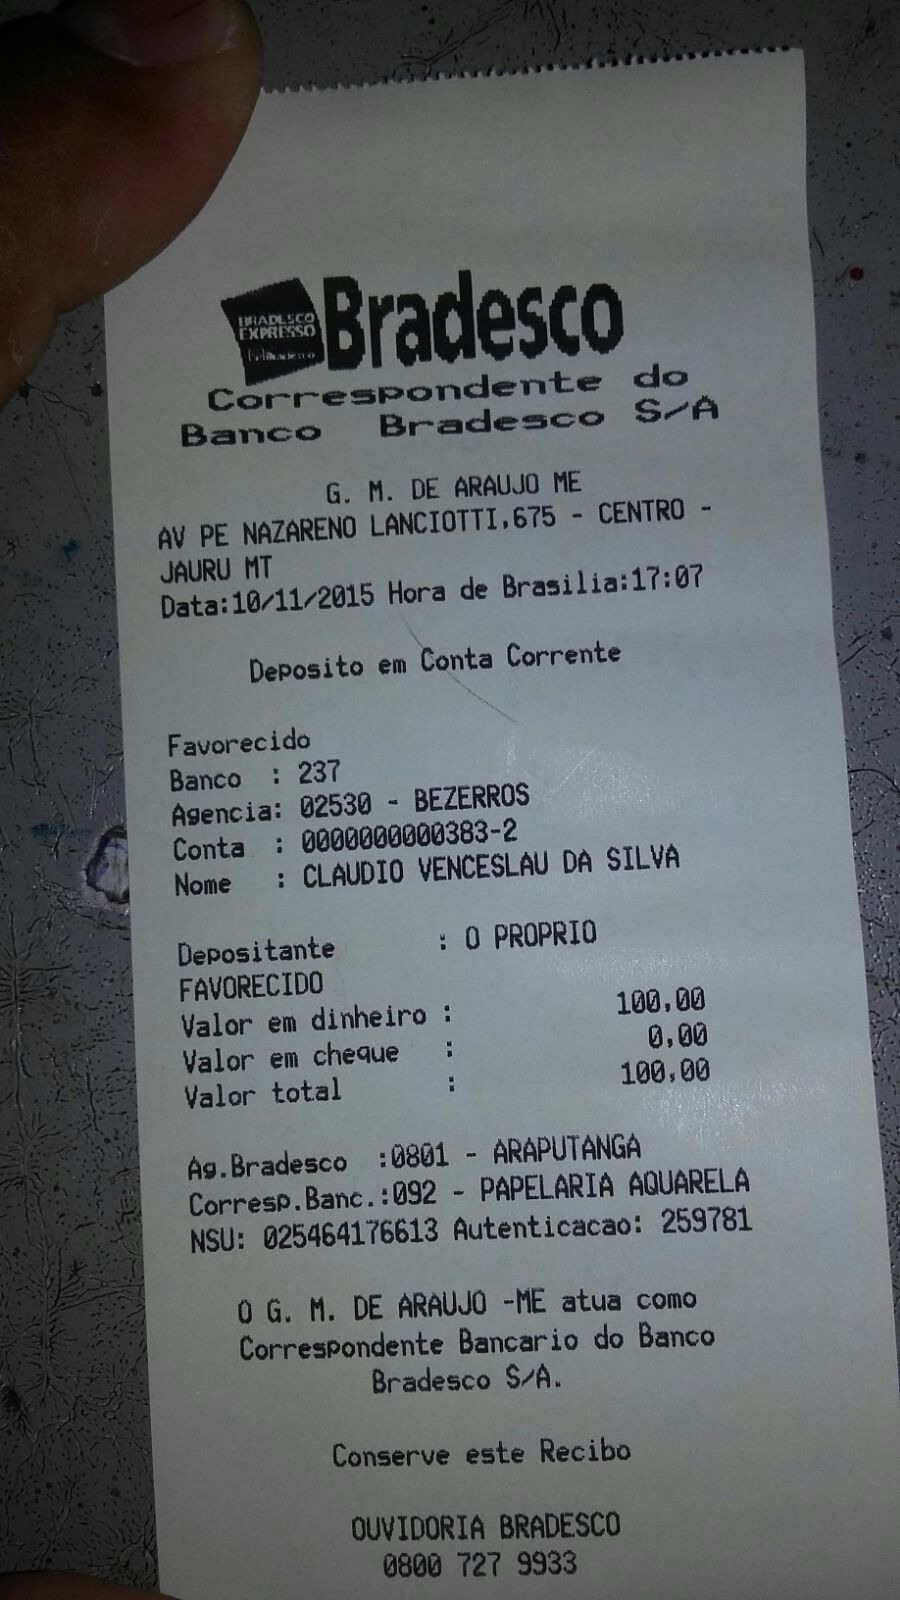 BRADESCO
EXPRESSO
Bradesco
Correspondente do
Banco Bradesco S/A
G. M. DE ARAUJO ME
AV PE NAZARENO LANCIOTTI,675 - CENTRO -
JAURU MT
Data:10/11/2015 Hora de Brasilia:17:07
Deposito em Conta Corrente
Favorecido
Banco : 237
Agencia: 02530 - BEZERROS
Conta : 0000000000383-2
Nome : CLAUDIO VENCESLAU DA SILVA
Depositante : O PROPRIO
FAVORECIDO
Valor em dinheiro : 100,00
Valor em cheque : 0,00
Valor total : 100,00
Ag.Bradesco :0801 - ARAPUTANGA
Corresp.Banc.:092 - PAPELARIA AQUARELA
NSU: 025464176613 Autenticacao: 259781
O G. M. DE ARAUJO -ME atua como
Correspondente Bancario do Banco
Bradesco S/A.
Conserve este Recibo
OUVIDORIA BRADESCO
0800 727 9933